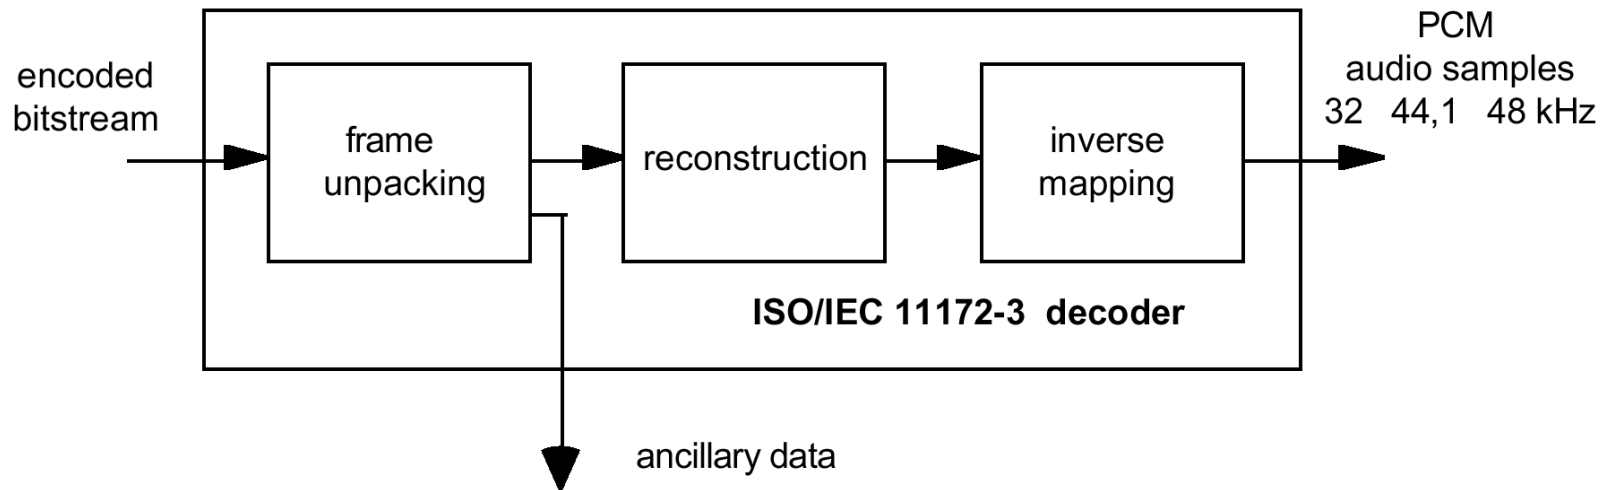 encoded
bitstream
frame
unpacking
reconstruction
inverse
mapping
PCM
audio samples
32 44,1 48 kHz
ISO/IEC 11172-3 decoder
ancillary data